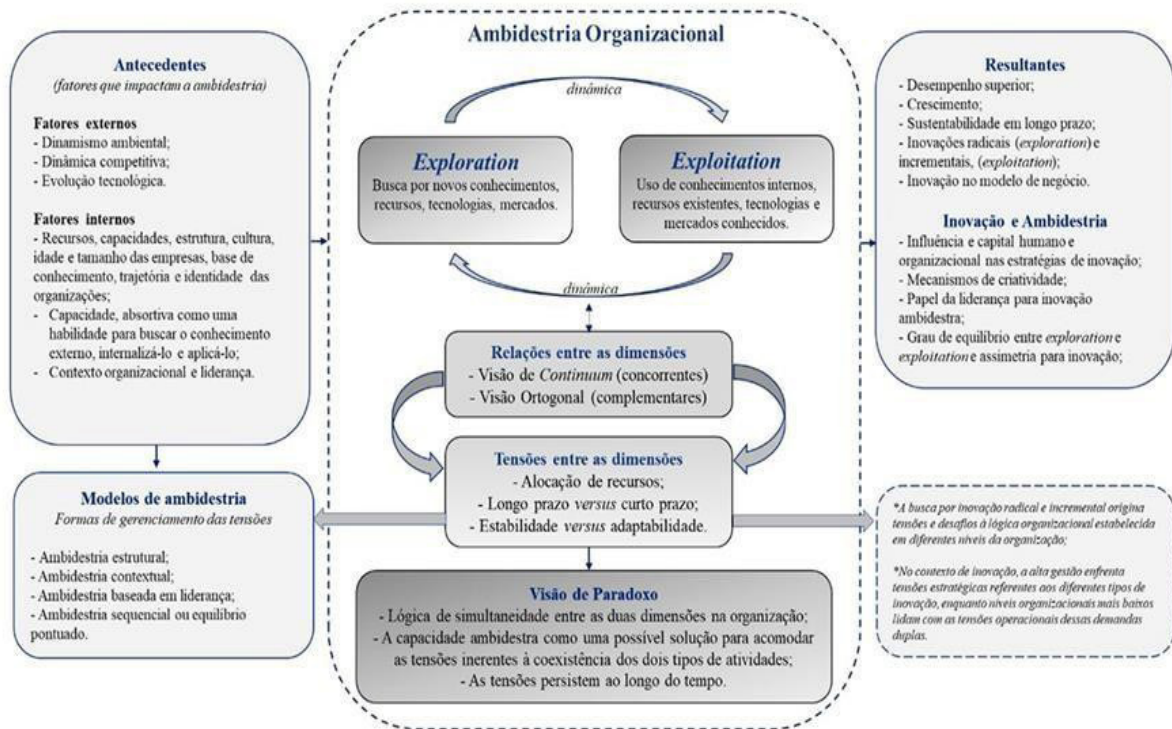 Ambidestria Organizacional
Antecedentes
(fatores que impactam a ambidestria)
Fatores externos
- Dinamismo ambiental;
- Dinâmica competitiva;
- Evolução tecnológica.
Fatores internos
- Recursos, capacidades, estrutura, cultura,
idade e tamanho das empresas, base de
conhecimento, trajetória e identidade das
organizações;
- Capacidade, absortiva como uma
habilidade para buscar o conhecimento
externo, internalizá-lo e aplicá-lo;
- Contexto organizacional e liderança.
Modelos de ambidestria
Formas de gerenciamento das tensões
- Ambidestria estrutural;
- Ambidestria contextual;
- Ambidestria baseada em liderança;
- Ambidestria sequencial ou equilíbrio
pontuado.
dinâmica
Exploration
Busca por novos conhecimentos,
recursos, tecnologias, mercados.
Exploitation
Uso de conhecimentos internos,
recursos existentes, tecnologias e
mercados conhecidos.
dinâmica
Relações entre as dimensões
- Visão de Continuum (concorrentes)
- Visão Ortogonal (complementares)
Tensões entre as dimensões
- Alocação de recursos;
- Longo prazo versus curto prazo;
- Estabilidade versus adaptabilidade.
Visão de Paradoxo
- Lógica de simultaneidade entre as duas dimensões na organização;
- A capacidade ambidestra como uma possível solução para acomodar
as tensões inerentes à coexistência dos dois tipos de atividades;
- As tensões persistem ao longo do tempo.
Resultantes
- Desempenho superior;
- Crescimento;
- Sustentabilidade em longo prazo;
- Inovações radicais (exploration) e
incrementais, (exploitation);
- Inovação no modelo de negócio.
Inovação e Ambidestria
- Influência e capital humano e
organizacional nas estratégias de inovação;
- Mecanismos de criatividade;
- Papel da liderança para inovação
ambidestra;
- Grau de equilíbrio entre exploration e
exploitation e assimetria para inovação;
*A busca por inovação radical e incremental origina
tensões e desafios à lógica organizacional estabelecida
em diferentes níveis da organização;
*No contexto de inovação, a alta gestão enfrenta
tensões estratégicas referentes aos diferentes tipos de
inovação, enquanto níveis organizacionais mais baixos
lidam com as tensões operacionais dessas demandas
duplas.